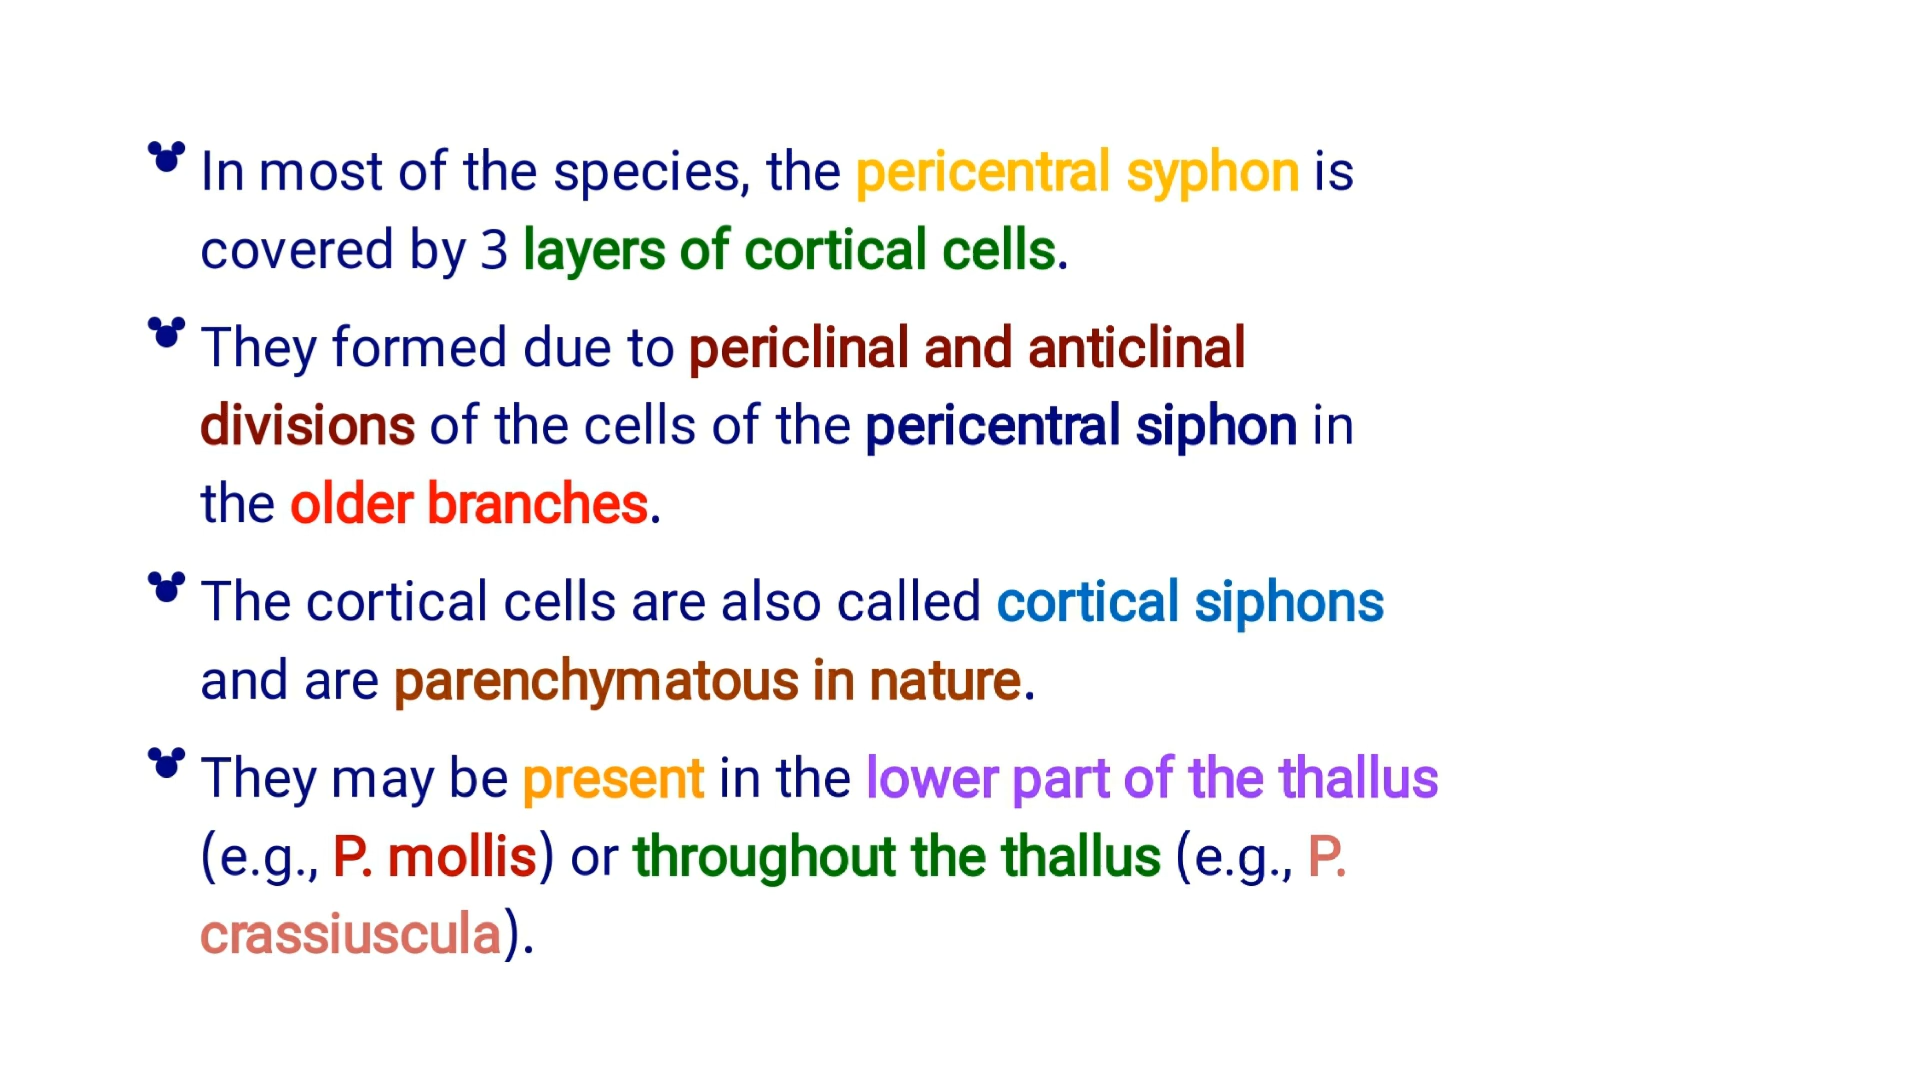 In most of the species, the pericentral syphon is
covered by 3 layers of cortical cells.
They formed due to periclinal and anticlinal
divisions of the cells of the pericentral siphon in
the older branches.
The cortical cells are also called cortical siphons
and are parenchymatous in nature.
They may be present in the lower part of the thallus
(e.g., P. mollis) or throughout the thallus (e.g., P.
crassiuscula).